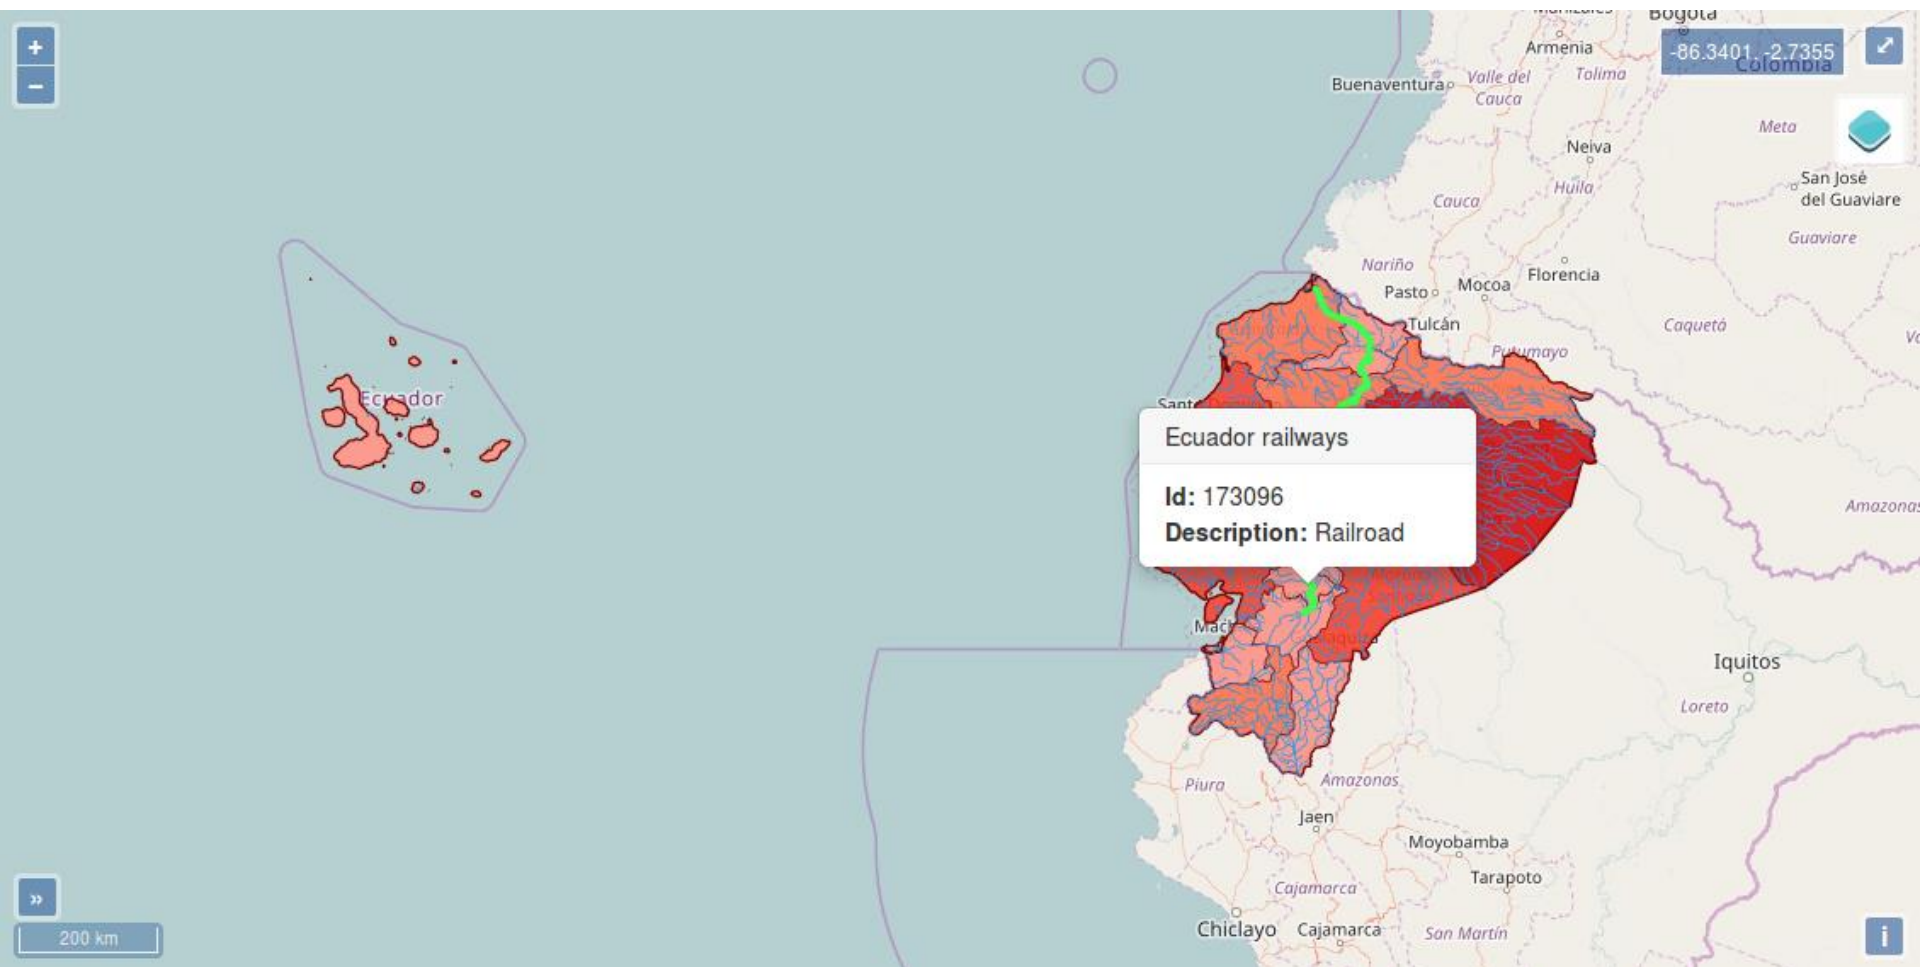 Bogotá
+
-86.3401, -2.7355
−
Armenia
Colombia
Buenaventura
Valle del
Cauca
Tolima
Meta
Neiva
San José
del Guaviare
Huila
Cauca
Guaviare
Nariño
Florencia
Pasto
Mocoa
Tulcán
Caquetá
Putumayo
Ecuador
Ecuador railways
Id: 173096
Description: Railroad
Amazonas
Iquitos
Loreto
Piura
Amazonas
Jaen
Moyobamba
Tarapoto
Cajamarca
»
Chiclayo
Cajamarca
San Martín
200 km
i